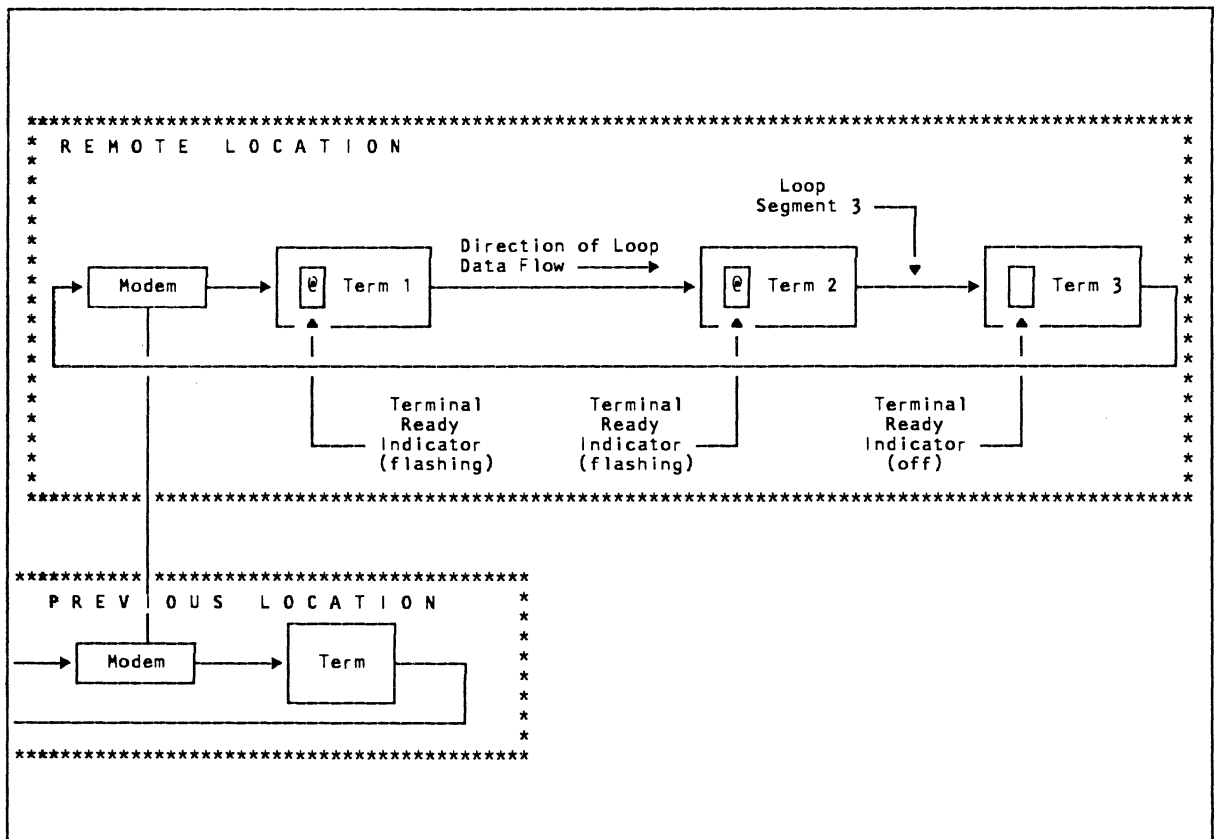 REMOTE LOCATION
Loop
Segment 3
Direction of Loop
Data Flow
Modem
@ Term 1
@ Term 2
Term 3
Terminal
Ready
Indicator
(flashing)
Terminal
Ready
Indicator
(flashing)
Terminal
Ready
Indicator
(off)
PREVIOUS LOCATION
Modem
Term